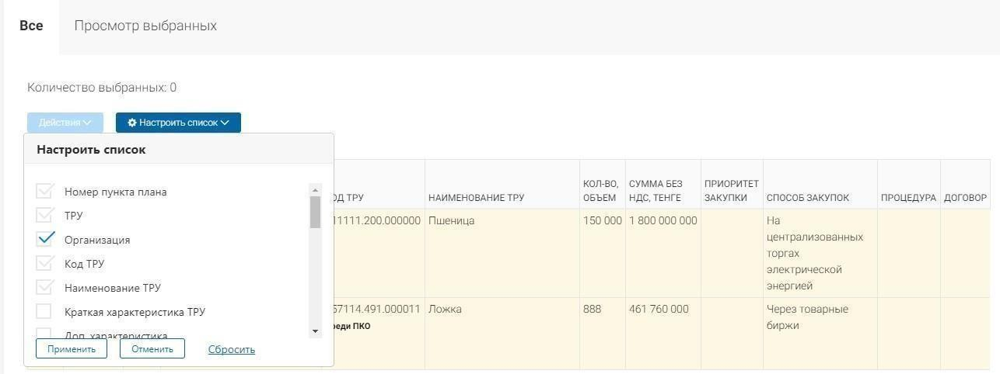 Все
Просмотр выбранных
Количество выбранных: 0
Действия
Настроить список
Настроить список
Номер пункта плана
ТРУ
Организация
Код ТРУ
Наименование ТРУ
Краткая характеристика ТРУ
Доп. характеристика
Применить
Отменить
Сбросить
ОД ТРУ
НАИМЕНОВАНИЕ ТРУ
КОЛ-ВО,
ОБЪЕМ
СУММА БЕЗ
НДС, ТЕНГЕ
ПРИОРИТЕТ
ЗАКУПКИ
СПОСОБ ЗАКУПОК
ПРОЦЕДУРА
ДОГОВОР
11111.200.000000
Пшеница
150 000
1 800 000 000
На
централизованных
торгах
электрической
энергией
57114.491.000011
реди ПКО
Ложка
888
461 760 000
Через товарные
биржи